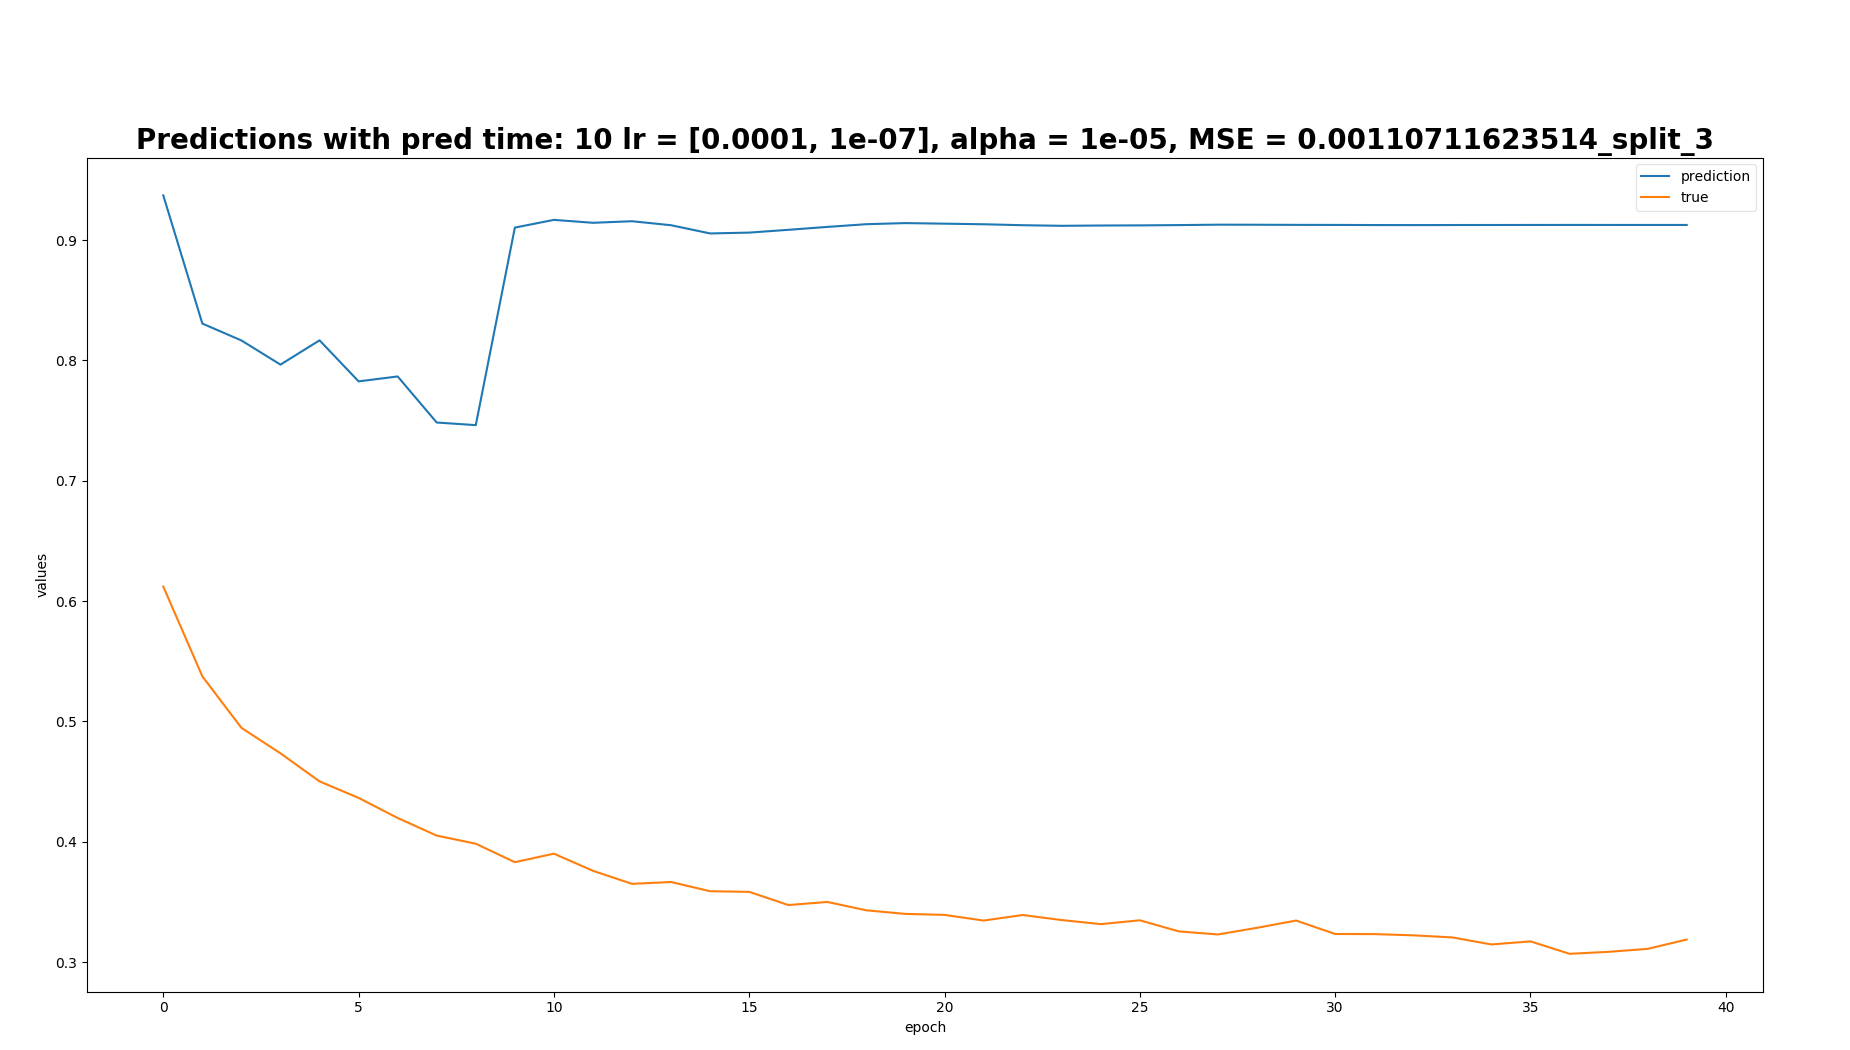 Predictions with pred time: 10 lr = [0.0001, 1e-07], alpha = 1e-05, MSE = 0.00110711623514_split_3
prediction
true
0.9
0.8
0.7
0.6
0.5
0.4
0.3
values
0 5 10 15 20 25 30 35 40
epoch